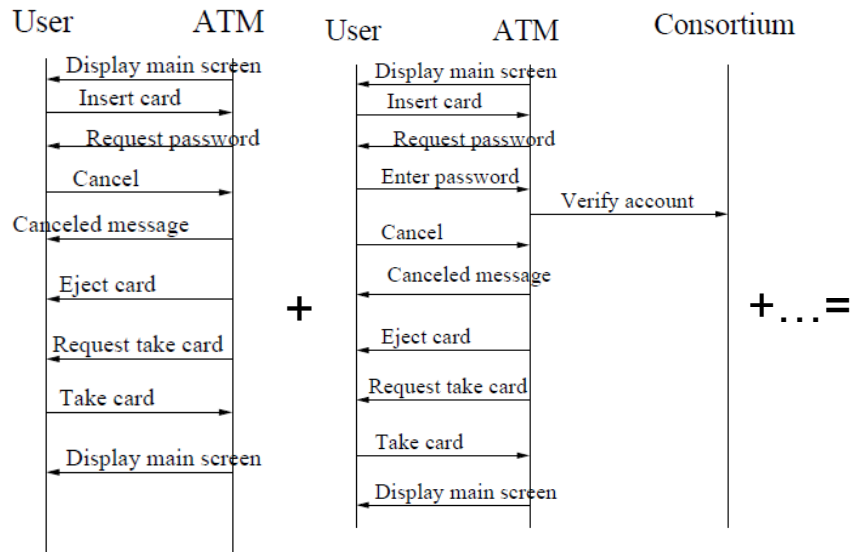 User
ATM
Display main screen
Insert card
Request password
Cancel
Canceled message
Eject card
Request take card
Take card
Display main screen
+
User
ATM
Consortium
Display main screen
Insert card
Request password
Enter password
Verify account
Cancel
Canceled message
Eject card
Request take card
Take card
Display main screen
+...=